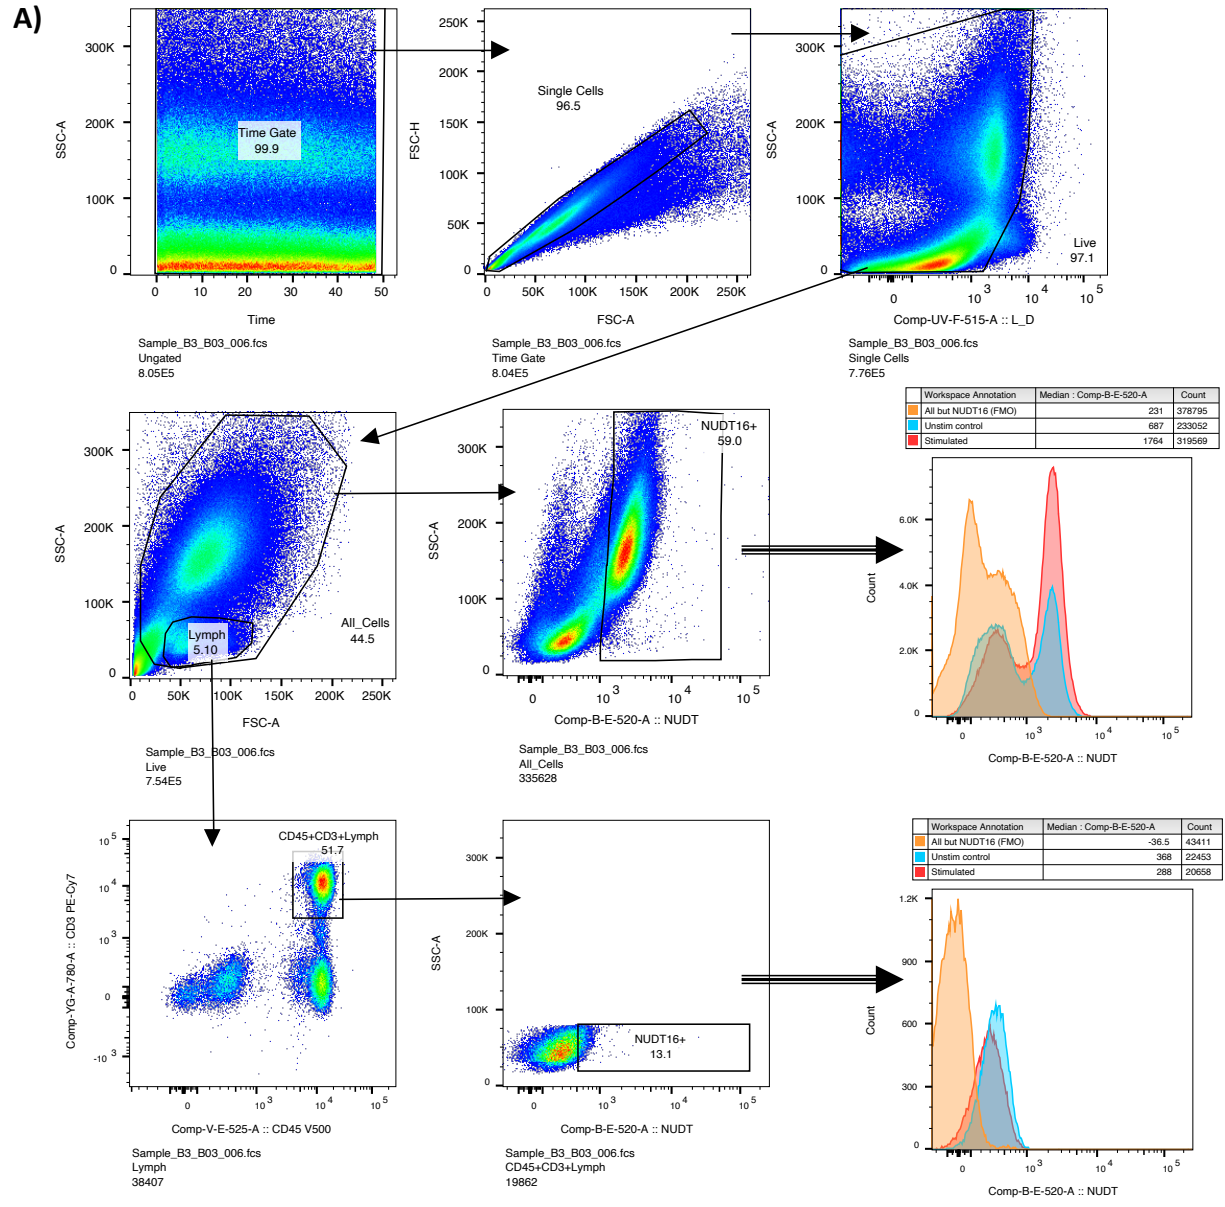 A)
300K
200K
100K
0
SSC-A
Time Gate
99.9
0 10 20 30 40 50
Time
Sample_B3_B03_006.fcs
Ungated
8.05E5
250K
200K
150K
100K
50K
0
FSC-H
Single Cells
96.5
0 50K 100K 150K 200K 250K
FSC-A
Sample_B3_B03_006.fcs
Time Gate
8.04E5
300K
200K
100K
0
SSC-A
Live
97.1
0 10 3 10 4 10 5
Comp-UV-F-515-A :: L_D
Sample_B3_B03_006.fcs
Single Cells
7.76E5
300K
200K
100K
0
SSC-A
All_Cells
44.5
Lymph
5.10
0 50K 100K 150K 200K 250K
FSC-A
Sample_B3_B03_006.fcs
Live
7.54E5
300K
200K
100K
0
SSC-A
NUDT16+
59.0
0 10 3 10 4 10 5
Comp-B-E-520-A :: NUDT
Sample_B3_B03_006.fcs
All_Cells
335628
Workspace Annotation Median : Comp-B-E-520-A Count
All but NUDT16 (FMO) 231 378795
Unstim control 687 233052
Stimulated 1764 319569
6.0K
4.0K
2.0K
0
Count
0 10 3 10 4 10 5
Comp-B-E-520-A :: NUDT
10 5
10 4
10 3
0
-10 3
Comp-YG-A-780-A :: CD3 PE-Cy7
CD45+CD3+Lymph
51.7
0 10 3 10 4 10 5
Comp-V-E-525-A :: CD45 V500
Sample_B3_B03_006.fcs
Lymph
38407
300K
200K
100K
0
SSC-A
NUDT16+
13.1
0 10 3 10 4 10 5
Comp-B-E-520-A :: NUDT
Sample_B3_B03_006.fcs
CD45+CD3+Lymph
19862
Workspace Annotation Median : Comp-B-E-520-A Count
All but NUDT16 (FMO) -36.5 43411
Unstim control 368 22453
Stimulated 288 20658
1.2K
900
600
300
0
Count
0 10 3 10 4 10 5
Comp-B-E-520-A :: NUDT